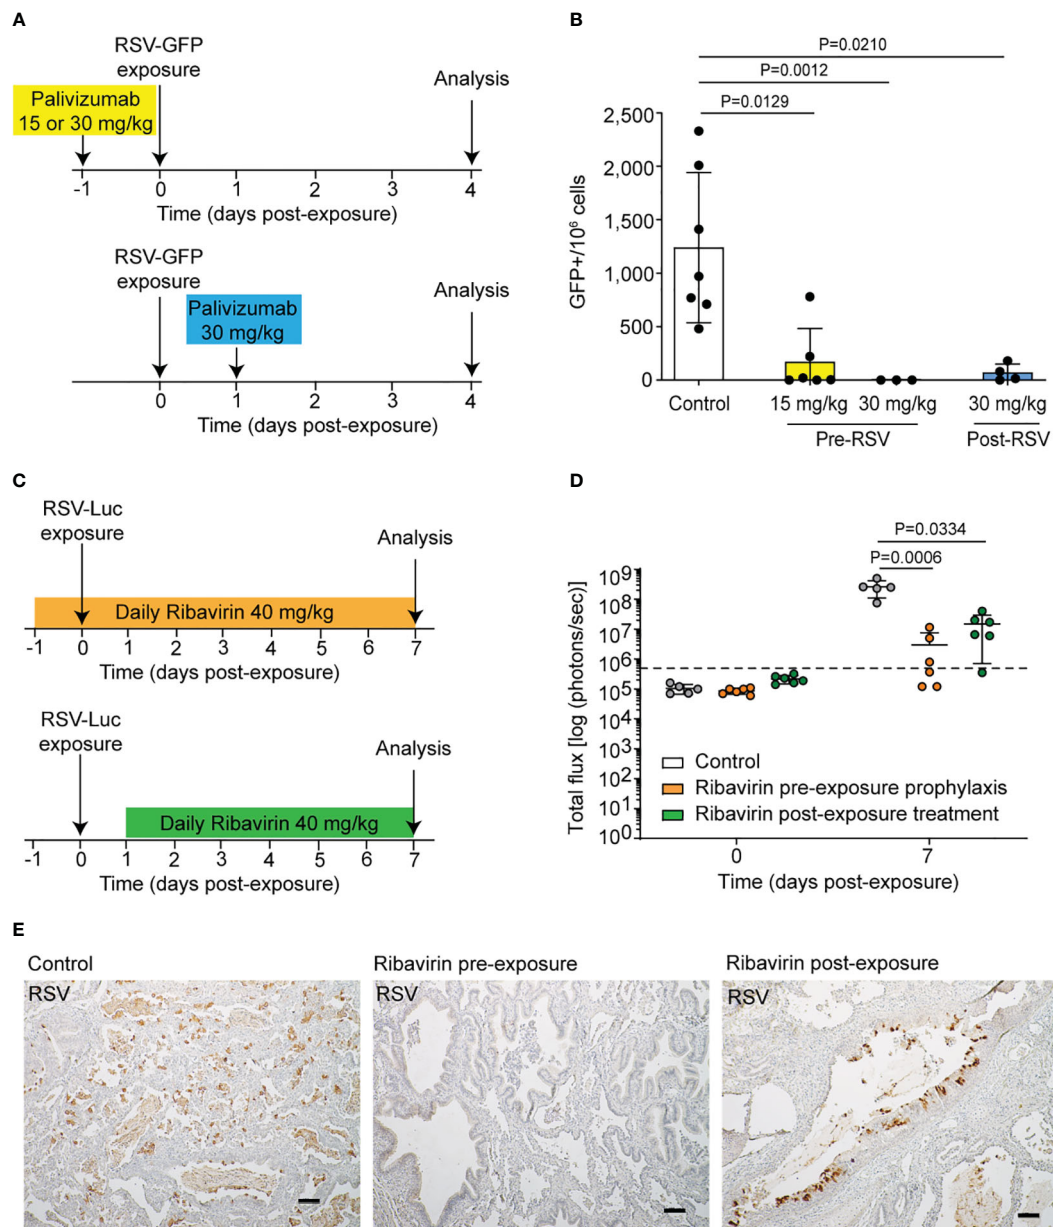 A
RSV-GFP
exposure
Analysis
Palivizumab
15 or 30 mg/kg
-1 0 1 2 3 4
Time (days post-exposure)
RSV-GFP
exposure
Analysis
Palivizumab
30 mg/kg
0 1 2 3 4
Time (days post-exposure)
B
P=0.0210
P=0.0012
P=0.0129
2,500
2,000
1,500
1,000
500
0
GFP+/10⁶ cells
Control 15 mg/kg 30 mg/kg 30 mg/kg
Pre-RSV Post-RSV
C
RSV-Luc
exposure
Analysis
Daily Ribavirin 40 mg/kg
-1 0 1 2 3 4 5 6 7
Time (days post-exposure)
RSV-Luc
exposure
Analysis
Daily Ribavirin 40 mg/kg
-1 0 1 2 3 4 5 6 7
Time (days post-exposure)
D
P=0.0334
P=0.0006
10⁹
10⁸
10⁷
10⁶
10⁵
10⁴
10³
10²
10¹
10⁰
Total flux [log (photons/sec)]
Control
Ribavirin pre-exposure prophylaxis
Ribavirin post-exposure treatment
0 7
Time (days post-exposure)
E
Control Ribavirin pre-exposure Ribavirin post-exposure
RSV RSV RSV